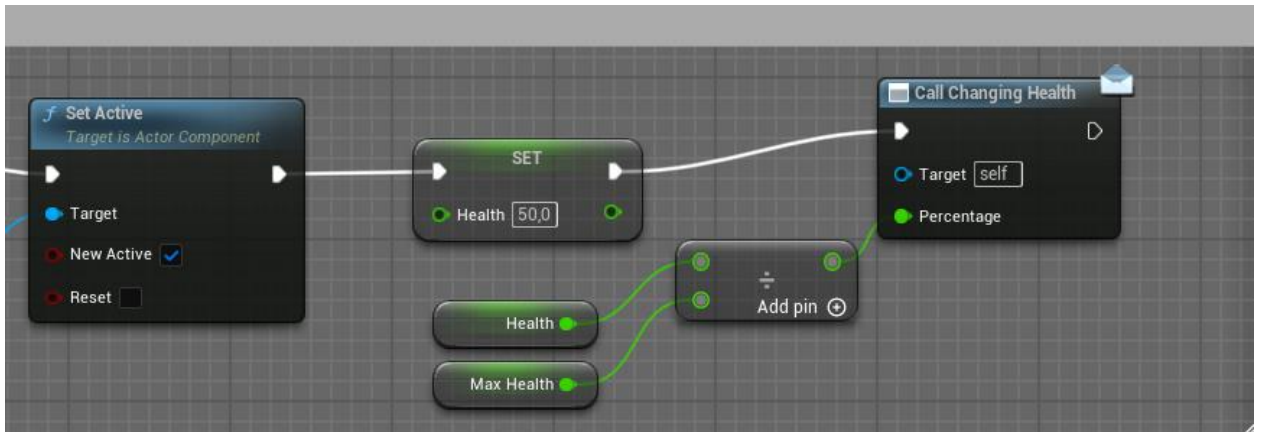 f Set Active
Target is Actor Component
Target
New Active
Reset
SET
Health 50,0
Health
Max Health
÷
Add pin
Call Changing Health
Target self
Percentage